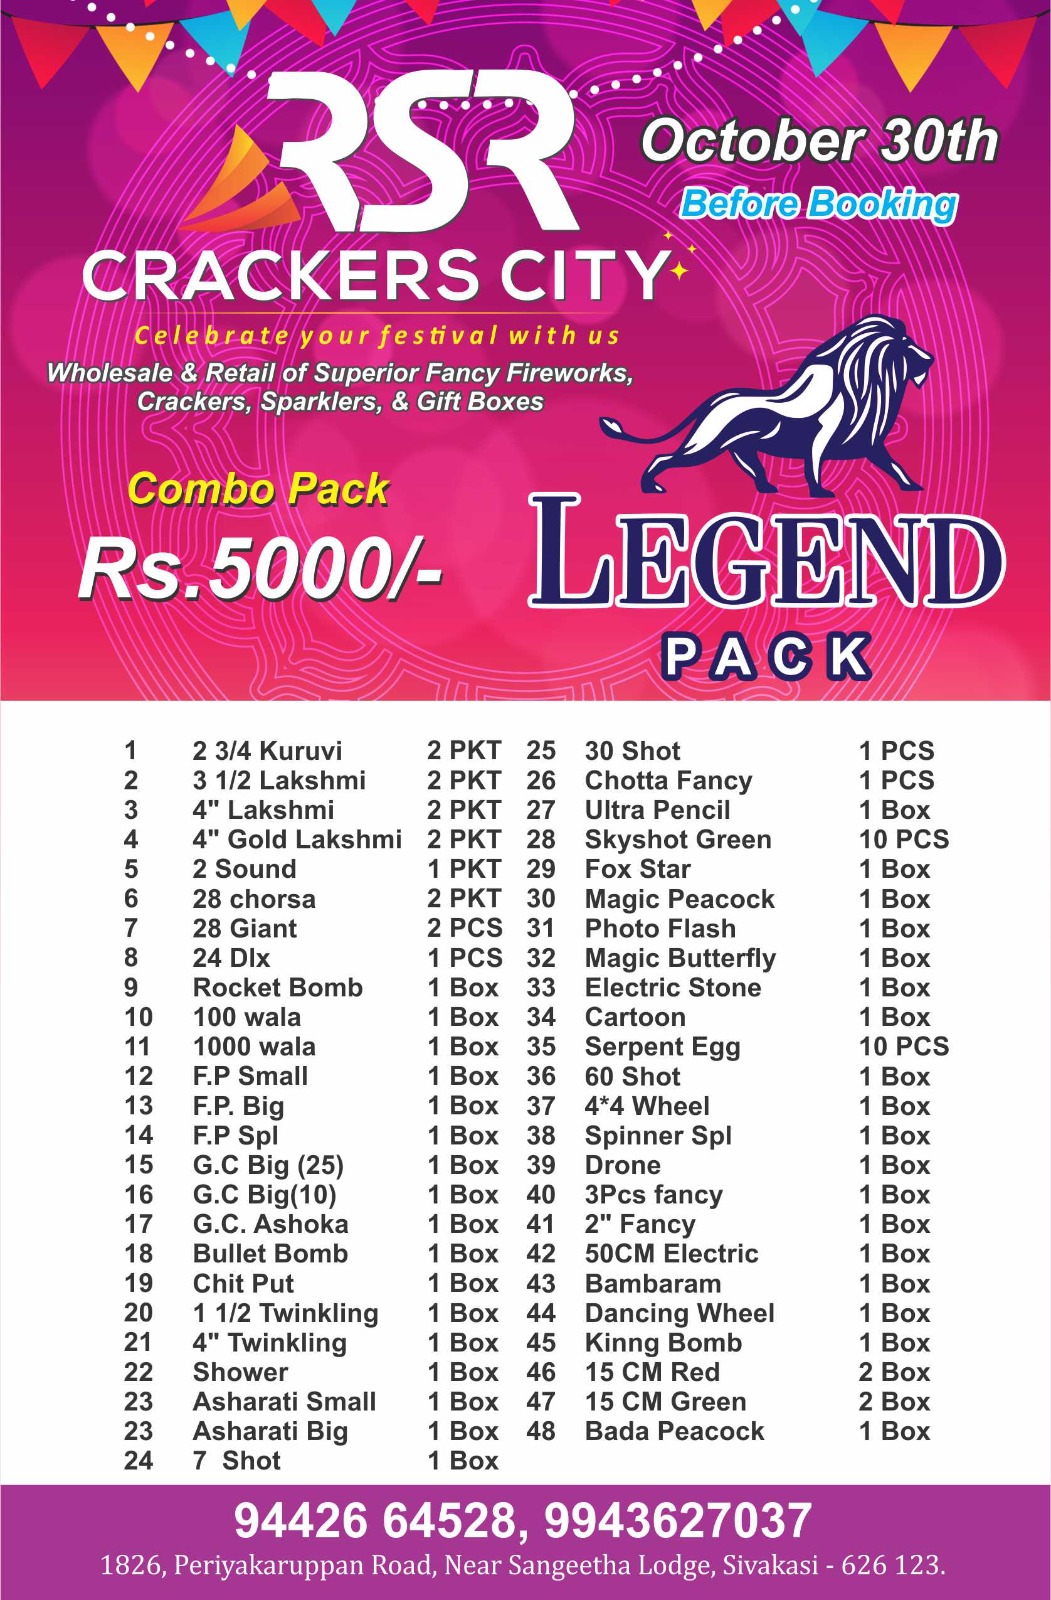 RSR
CRACKERS CITY
Celebrate your festival with us
Wholesale & Retail of Superior Fancy Fireworks,
Crackers, Sparklers, & Gift Boxes
October 30th
Before Booking
Combo Pack
Rs.5000/-
LEGEND
PACK
1 2 3/4 Kuruvi 2 PKT 25 30 Shot 1 PCS
2 3 1/2 Lakshmi 2 PKT 26 Chotta Fancy 1 PCS
3 4" Lakshmi 2 PKT 27 Ultra Pencil 1 Box
4 4" Gold Lakshmi 2 PKT 28 Skyshot Green 10 PCS
5 2 Sound 1 PKT 29 Fox Star 1 Box
6 28 chorsa 2 PKT 30 Magic Peacock 1 Box
7 28 Giant 2 PCS 31 Photo Flash 1 Box
8 24 Dlx 1 PCS 32 Magic Butterfly 1 Box
9 Rocket Bomb 1 Box 33 Electric Stone 1 Box
10 100 wala 1 Box 34 Cartoon 1 Box
11 1000 wala 1 Box 35 Serpent Egg 10 PCS
12 F.P Small 1 Box 36 60 Shot 1 Box
13 F.P. Big 1 Box 37 4*4 Wheel 1 Box
14 F.P Spl 1 Box 38 Spinner Spl 1 Box
15 G.C Big (25) 1 Box 39 Drone 1 Box
16 G.C Big(10) 1 Box 40 3Pcs fancy 1 Box
17 G.C. Ashoka 1 Box 41 2" Fancy 1 Box
18 Bullet Bomb 1 Box 42 50CM Electric 1 Box
19 Chit Put 1 Box 43 Bambaram 1 Box
20 1 1/2 Twinkling 1 Box 44 Dancing Wheel 1 Box
21 4" Twinkling 1 Box 45 Kinng Bomb 1 Box
22 Shower 1 Box 46 15 CM Red 2 Box
23 Asharati Small 1 Box 47 15 CM Green 2 Box
23 Asharati Big 1 Box 48 Bada Peacock 1 Box
24 7 Shot 1 Box
94426 64528, 9943627037
1826, Periyakaruppan Road, Near Sangeetha Lodge, Sivakasi - 626 123.